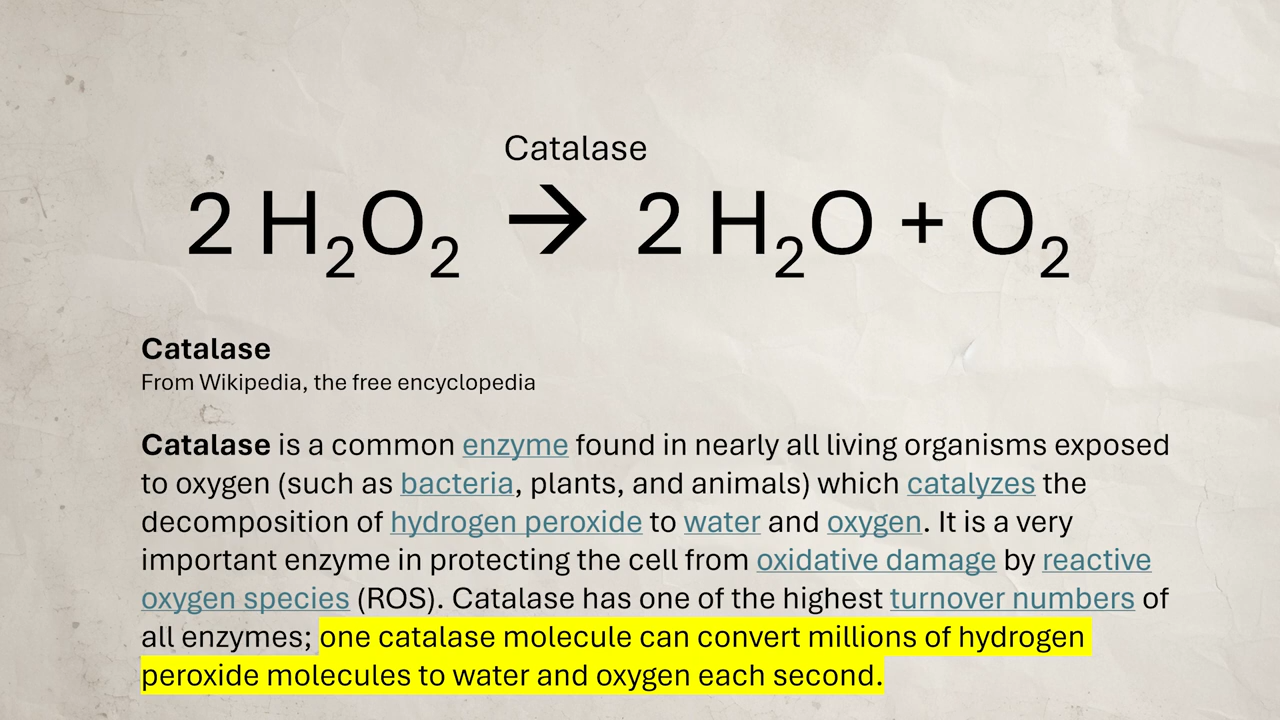 Catalase
2 H₂O₂ → 2 H₂O + O₂
Catalase
From Wikipedia, the free encyclopedia
Catalase is a common enzyme found in nearly all living organisms exposed
to oxygen (such as bacteria, plants, and animals) which catalyzes the
decomposition of hydrogen peroxide to water and oxygen. It is a very
important enzyme in protecting the cell from oxidative damage by reactive
oxygen species (ROS). Catalase has one of the highest turnover numbers of
all enzymes; one catalase molecule can convert millions of hydrogen
peroxide molecules to water and oxygen each second.